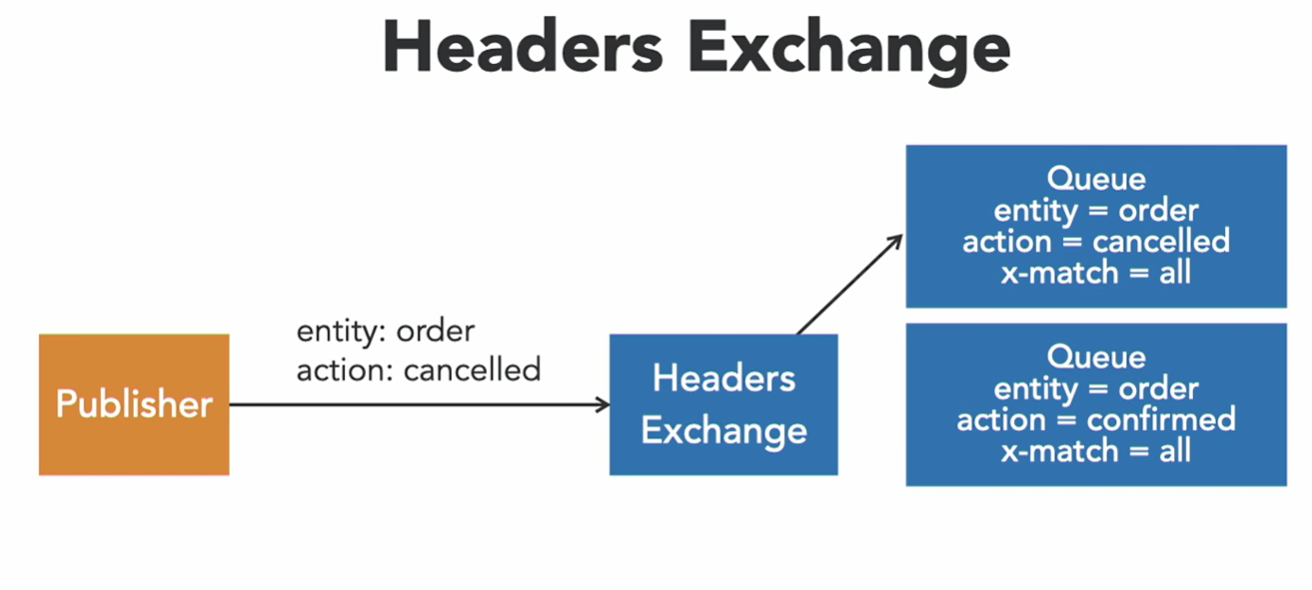 Headers Exchange
Publisher
entity: order
action: cancelled
Headers
Exchange
Queue
entity = order
action = cancelled
x-match = all
Queue
entity = order
action = confirmed
x-match = all